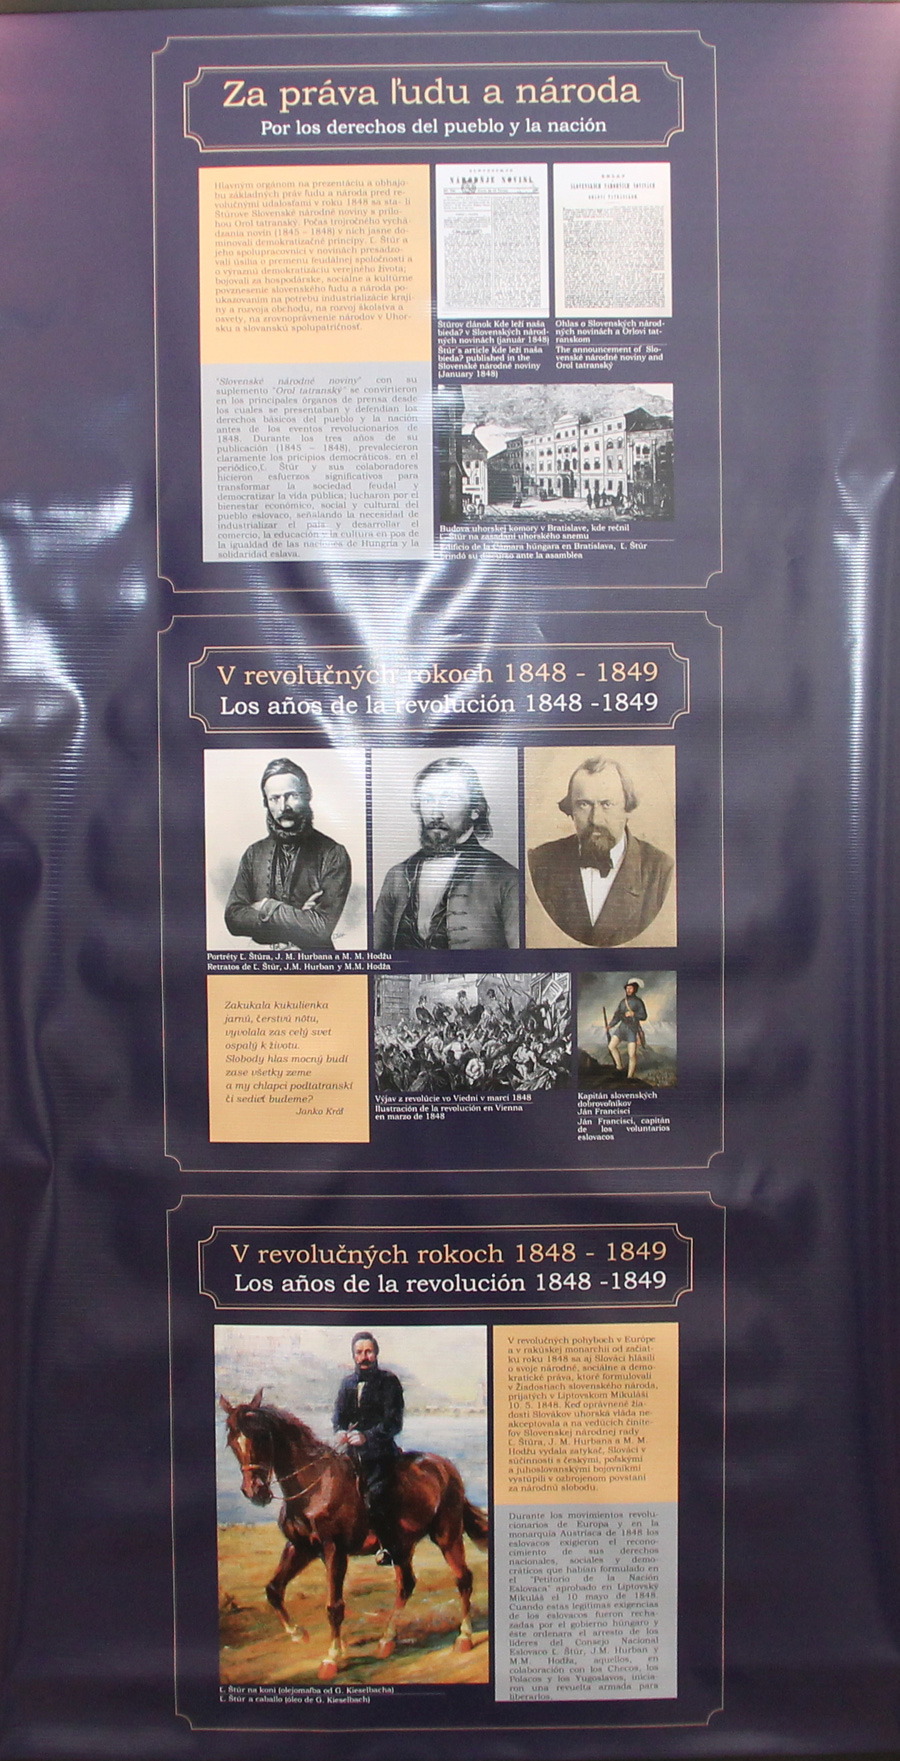 Za práva ľudu a národa
Por los derechos del pueblo y la nación
Hlavným orgánom na prezentáciu a obhajo-
bu základných práv ľudu a národa pred re-
volučnými udalosťami v roku 1848 sa sta- li
Štúrove Slovenské národné noviny s prílo-
hou Orol tatranský. Počas trojročného vychá-
dzania novín (1845 - 1848) v nich jasne do-
minovali demokratizačné princípy. Ľ. Štúr a
jeho spolupracovníci v novinách presadzo-
vali úsilia o premenu feudálnej spoločnosti a
o výraznú demokratizáciu verejného života;
bojovali za hospodárske, sociálne a kultúrne
povznesenie slovenského ľudu a národa po-
ukazovaním na potrebu industrializácie kraji-
ny a rozvoja obchodu, na rozvoj školstva a
osvety, na zrovnoprávnenie národov v Uhor-
sku a slovanskú spolupatričnosť.
"Slovenské národné noviny" con su
suplemento "Orol tatranský" se convirtieron
en los principales órganos de prensa desde
los cuales se presentaban y defendían los
derechos básicos del pueblo y la nación
antes de los eventos revolucionarios de
1848. Durante los tres años de su
publicación (1845 - 1848), prevalecieron
claramente los pricipios democráticos. en el
periódico,Ľ. Štúr y sus colaboradores
hicieron esfuerzos significativos para
transformar la sociedad feudal y
democratizar la vida pública; lucharon por el
bienestar económico, social y cultural del
pueblo eslovaco, señalando la necesidad de
industrializar el país y desarrollar el
comercio, la educación y la cultura en pos de
la igualdad de las naciones de Hungría y la
solidaridad eslava.
Štúrov článok Kde leží naša
bieda? v Slovenských národ-
ných novinách (január 1848)
Štúr´s article Kde leží naša
bieda? published in the
Slovenské národné noviny
(January 1848)
Ohlas o Slovenských národ-
ných novinách a Orlovi tat-
ranskom
The announcement of Slo-
venské národné noviny and
Orol tatranský
Budova uhorskej komory v Bratislave, kde rečnil
Ľ. Štúr na zasadaní uhorského snemu
Edificio de la Cámara húngara en Bratislava, Ľ. Štúr
brindó su discurso ante la asamblea
V revolučných rokoch 1848 - 1849
Los años de la revolución 1848 -1849
Portréty Ľ. Štúra, J. M. Hurbana a M. M. Hodžu
Retratos de Ľ. Štúr, J.M. Hurban y M.M. Hodža
Zakukala kukulienka
jarnú, čerstvú nôtu,
vyvolala zas celý svet
ospalý k životu.
Slobody hlas mocný budí
zase všetky zeme
a my chlapci podtatranskí
či sedieť budeme?
Janko Kráľ
Výjav z revolúcie vo Viedni v marci 1848
Ilustración de la revolución en Vienna
en marzo de 1848
Kapitán slovenských
dobrovoľníkov
Ján Francisci
Ján Francisci, capitán
de los voluntarios
eslovacos
V revolučných rokoch 1848 - 1849
Los años de la revolución 1848 -1849
V revolučných pohyboch v Európe
a v rakúskej monarchii od začiat-
ku roku 1848 sa aj Slováci hlásili
o svoje národné, sociálne a demo-
kratické práva, ktoré formulovali
v Žiadostiach slovenského národa,
prijatých v Liptovskom Mikuláši
10. 5. 1848. Keď oprávnené žia-
dosti Slovákov uhorská vláda ne-
akceptovala a na vedúcich činite-
ľov Slovenskej národnej rady
Ľ. Štúra, J. M. Hurbana a M. M.
Hodžu vydala zatykač, Slováci v
súčinnosti s českými, poľskými
a juhoslovanskými bojovníkmi
vystúpili v ozbrojenom povstaní
za národnú slobodu.
Durante los movimientos revolu-
cionarios de Europa y en la
monarquía Austríaca de 1848 los
eslovacos exigieron el recono-
cimiento de sus derechos
nacionales, sociales y demo-
cráticos que habían formulado en
el "Petitorio de la Nación
Eslovaca" aprobado en Liptovský
Mikuláš el 10 mayo de 1848.
Cuando estas legítimas exigencias
de los eslovacos fueron recha-
zadas por el gobierno húngaro y
éste ordenara el arresto de los
líderes del Consejo Nacional
Eslovaco Ľ. Štúr, J.M. Hurban y
M.M. Hodža, aquellos, en
colaboración con los Checos, los
Polacos y los Yugoslavos, inicia-
ron una revuelta armada para
liberarlos.
Ľ. Štúr na koni (olejomaľba od G. Kieselbacha)
Ľ. Štúr a caballo (óleo de G. Kieselbach)